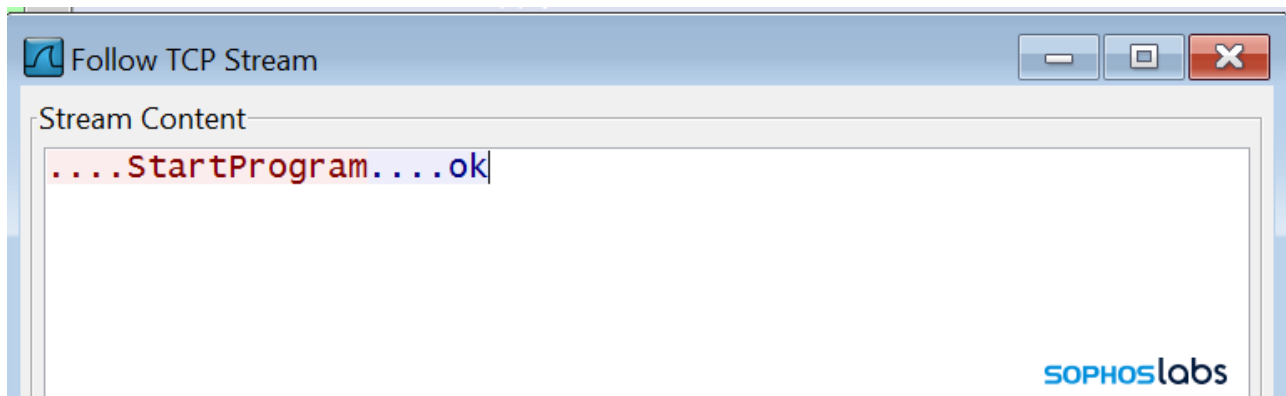 Follow TCP Stream
Stream Content
....StartProgram....ok
SOPHOSlabs